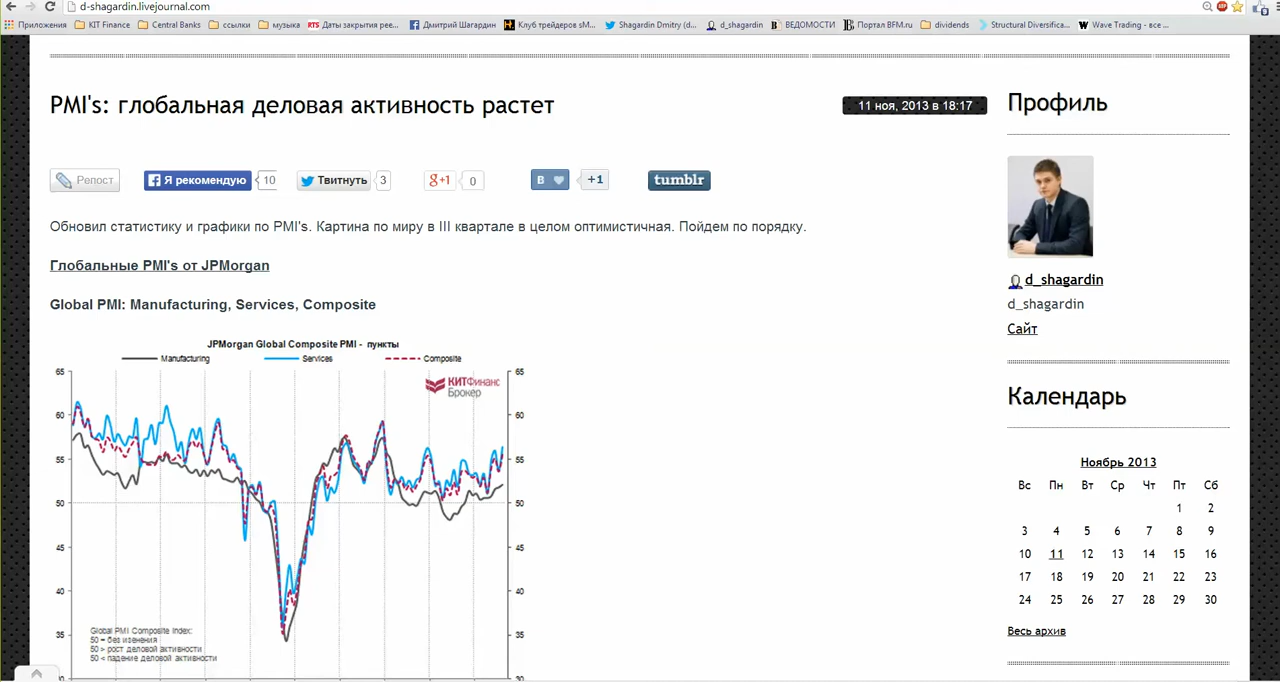 d-shagardin.livejournal.com
Приложения KIT Finance Central Banks ссылки музыка RTS Даты закрытия рее... Дмитрий Шагардин Клуб трейдеров sM... Shagardin Dmitry (d... d_shagardin ВЕДОМОСТИ Портал BFM.ru dividends Structural Diversifica... Wave Trading - все ...
PMI's: глобальная деловая активность растет
11 ноя, 2013 в 18:17
Репост Я рекомендую 10 Твитнуть 3 g+1 0 В +1 tumblr
Обновил статистику и графики по PMI's. Картина по миру в III квартале в целом оптимистичная. Пойдем по порядку.
Глобальные PMI's от JPMorgan
Global PMI: Manufacturing, Services, Composite
JPMorgan Global Composite PMI - пункты
Manufacturing Services Composite
КИТФинанс
Брокер
65 65
60 60
55 55
50 50
45 45
40 40
35 35
30 30
Global PMI Composite Index:
50 = без изенения
50 > рост деловой активности
50 < падение деловой активности
Профиль
d_shagardin
d_shagardin
Сайт
Календарь
Ноябрь 2013
Вс Пн Вт Ср Чт Пт Сб
1 2
3 4 5 6 7 8 9
10 11 12 13 14 15 16
17 18 19 20 21 22 23
24 25 26 27 28 29 30
Весь архив